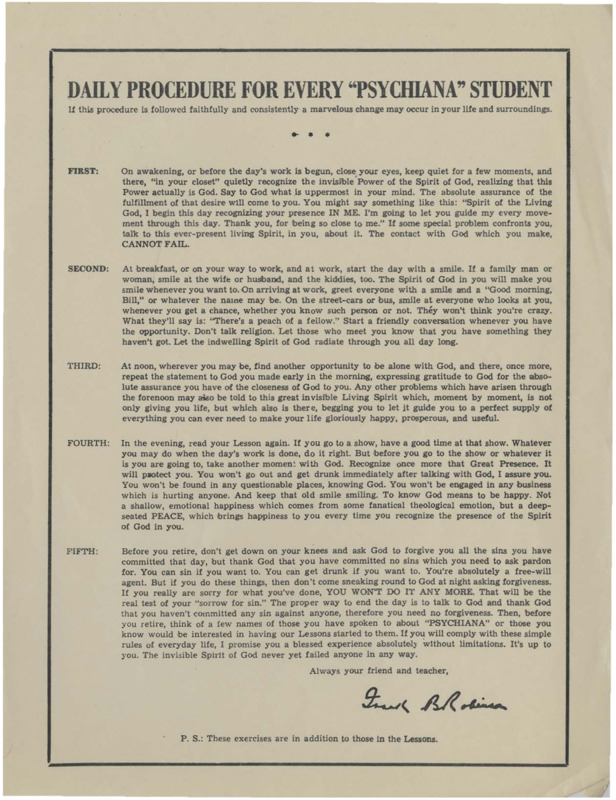 DAILY PROCEDURE FOR EVERY "PSYCHIANA" STUDENT
If this procedure is followed faithfully and consistently a marvelous change may occur in your life and surroundings.
FIRST: On awakening, or before the day's work is begun, close your eyes, keep quiet for a few moments, and
there, "in your closet" quietly recognize the invisible Power of the Spirit of God, realizing that this
Power actually is God. Say to God what is uppermost in your mind. The absolute assurance of the
fulfillment of that desire will come to you. You might say something like this: "Spirit of the Living
God, I begin this day recognizing your presence IN ME. I'm going to let you guide my every move-
ment through this day. Thank you, for being so close to me." If some special problem confronts you,
talk to this ever-present living Spirit, in you, about it. The contact with God which you make,
CANNOT FAIL.
SECOND: At breakfast, or on your way to work, and at work, start the day with a smile. If a family man or
woman, smile at the wife or husband, and the kiddies, too. The Spirit of God in you will make you
smile whenever you want to. On arriving at work, greet everyone with a smile and a "Good morning,
Bill," or whatever the name may be. On the street-cars or bus, smile at everyone who looks at you,
whenever you get a chance, whether you know such person or not. They won't think you're crazy.
What they'll say is: "There's a peach of a fellow." Start a friendly conversation whenever you have
the opportunity. Don't talk religion. Let those who meet you know that you have something they
haven't got. Let the indwelling Spirit of God radiate through you all day long.
THIRD: At noon, wherever you may be, find another opportunity to be alone with God, and there, once more,
repeat the statement to God you made early in the morning, expressing gratitude to God for the abso-
lute assurance you have of the closeness of God to you. Any other problems which have arisen through
the forenoon may also be told to this great invisible Living Spirit which, moment by moment, is not
only giving you life, but which also is there, begging you to let it guide you to a perfect supply of
everything you can ever need to make your life gloriously happy, prosperous, and useful.
FOURTH: In the evening, read your Lesson again. If you go to a show, have a good time at that show. Whatever
you may do when the day's work is done, do it right. But before you go to the show or whatever it
is you are going to, take another moment with God. Recognize once more that Great Presence. It
will protect you. You won't go out and get drunk immediately after talking with God, I assure you.
You won't be found in any questionable places, knowing God. You won't be engaged in any business
which is hurting anyone. And keep that old smile smiling. To know God means to be happy. Not
a shallow, emotional happiness which comes from some fanatical theological emotion, but a deep-
seated PEACE, which brings happiness to you every time you recognize the presence of the Spirit
of God in you.
FIFTH: Before you retire, don't get down on your knees and ask God to forgive you all the sins you have
committed that day, but thank God that you have committed no sins which you need to ask pardon
for. You can sin if you want to. You can get drunk if you want to. You're absolutely a free-will
agent. But if you do these things, then don't come sneaking round to God at night asking forgiveness.
If you really are sorry for what you've done, YOU WON'T DO IT ANY MORE. That will be the
real test of your "sorrow for sin." The proper way to end the day is to talk to God and thank God
that you haven't committed any sin against anyone, therefore you need no forgiveness. Then, before
you retire, think of a few names of those you have spoken to about "PSYCHIANA" or those you
know would be interested in having our Lessons started to them. If you will comply with these simple
rules of everyday life, I promise you a blessed experience absolutely without limitations. It's up to
you. The invisible Spirit of God never yet failed anyone in any way.
Always your friend and teacher,
Frank B Robinson
P. S.: These exercises are in addition to those in the Lessons.